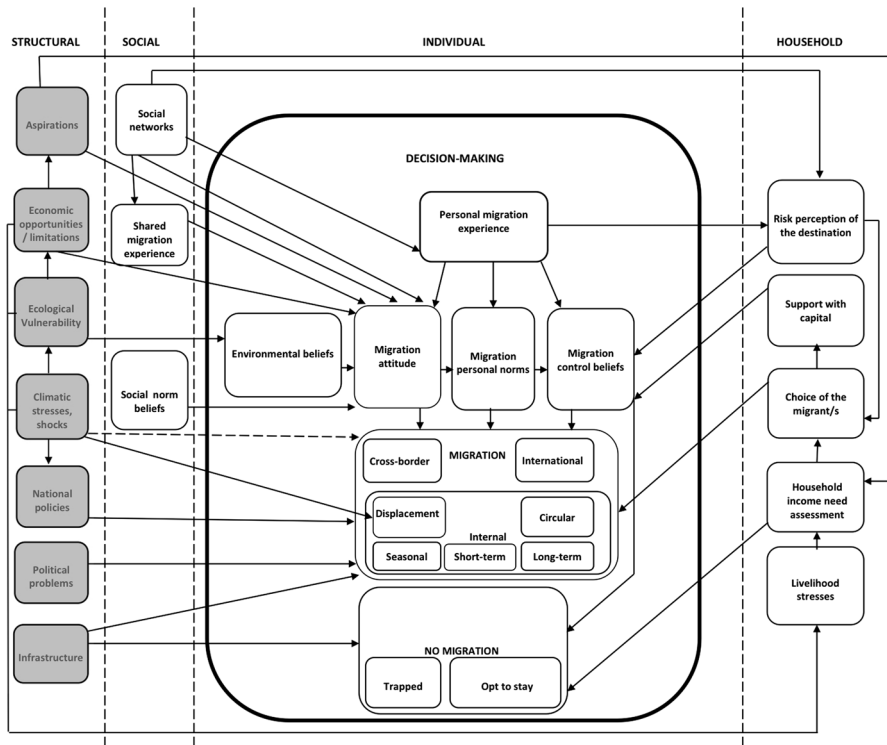 STRUCTURAL
SOCIAL
INDIVIDUAL
HOUSEHOLD
Aspirations
Economic
opportunities
/ limitations
Ecological
Vulnerability
Climatic
stresses,
shocks
National
policies
Political
problems
Infrastructure
Social
networks
Shared
migration
experience
Social norm
beliefs
DECISION-MAKING
Personal migration
experience
Environmental beliefs
Migration
attitude
Migration
personal norms
Migration
control beliefs
MIGRATION
Cross-border
International
Displacement
Circular
Internal
Seasonal
Short-term
Long-term
NO MIGRATION
Trapped
Opt to stay
Risk perception of
the destination
Support with
capital
Choice of the
migrant/s
Household
income need
assessment
Livelihood
stresses